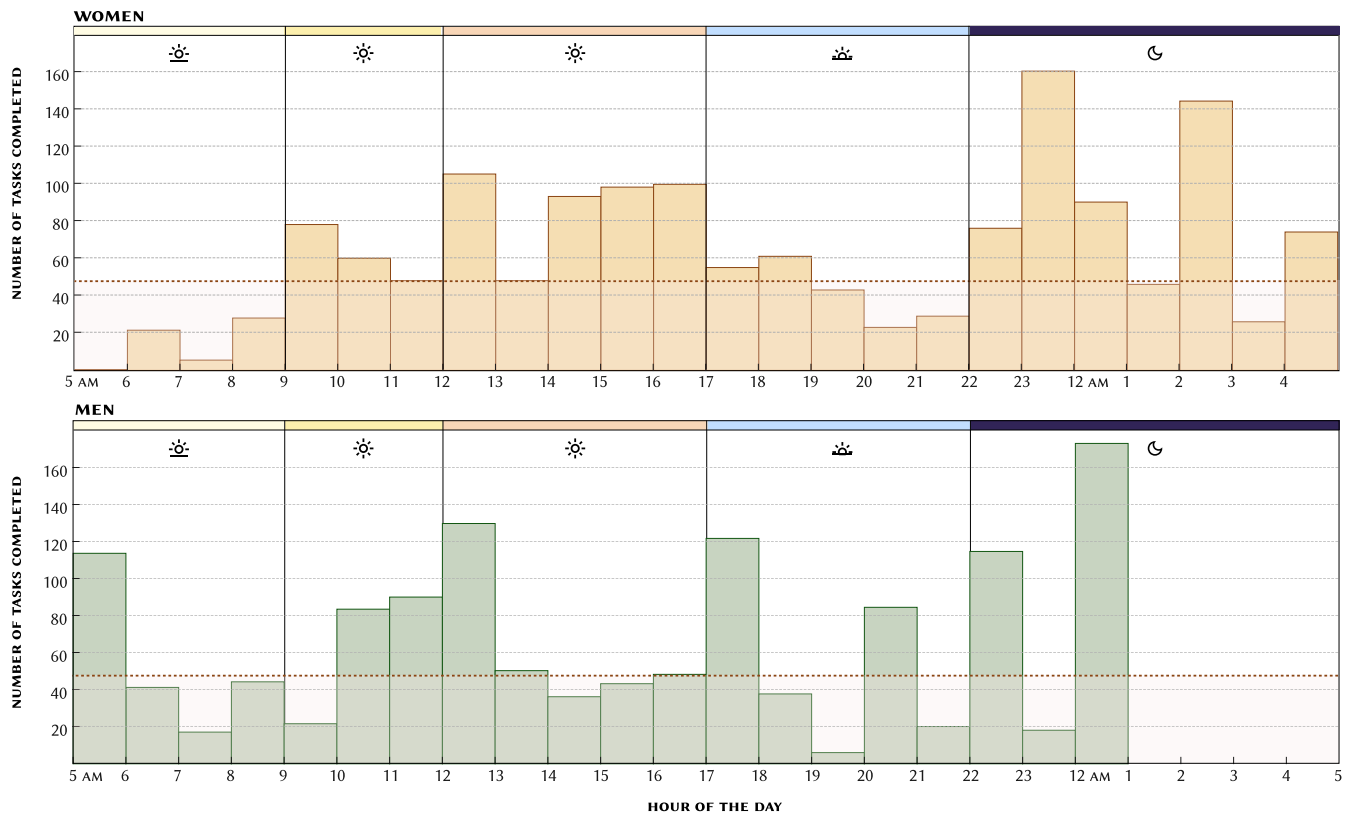 WOMEN
NUMBER OF TASKS COMPLETED
160
140
120
100
80
60
40
20
5 AM 6 7 8 9 10 11 12 13 14 15 16 17 18 19 20 21 22 23 12 AM 1 2 3 4
MEN
NUMBER OF TASKS COMPLETED
160
140
120
100
80
60
40
20
5 AM 6 7 8 9 10 11 12 13 14 15 16 17 18 19 20 21 22 23 12 AM 1 2 3 4 5
HOUR OF THE DAY